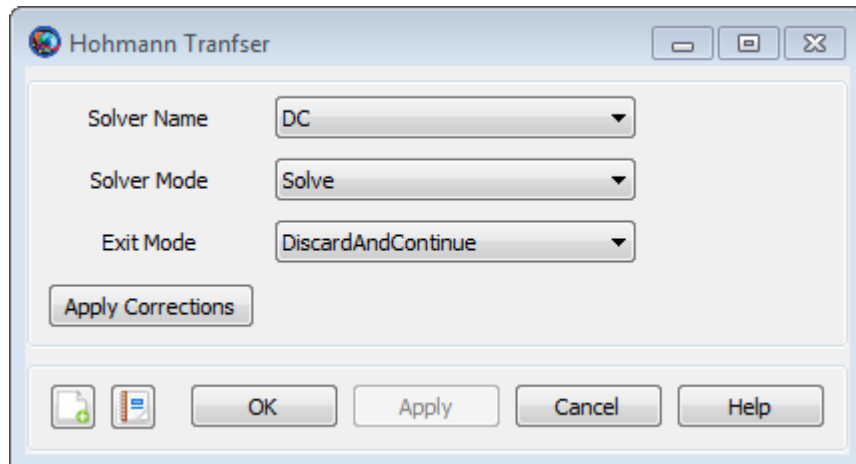 Hohmann Tranfser
Solver Name DC
Solver Mode Solve
Exit Mode DiscardAndContinue
Apply Corrections
OK Apply Cancel Help